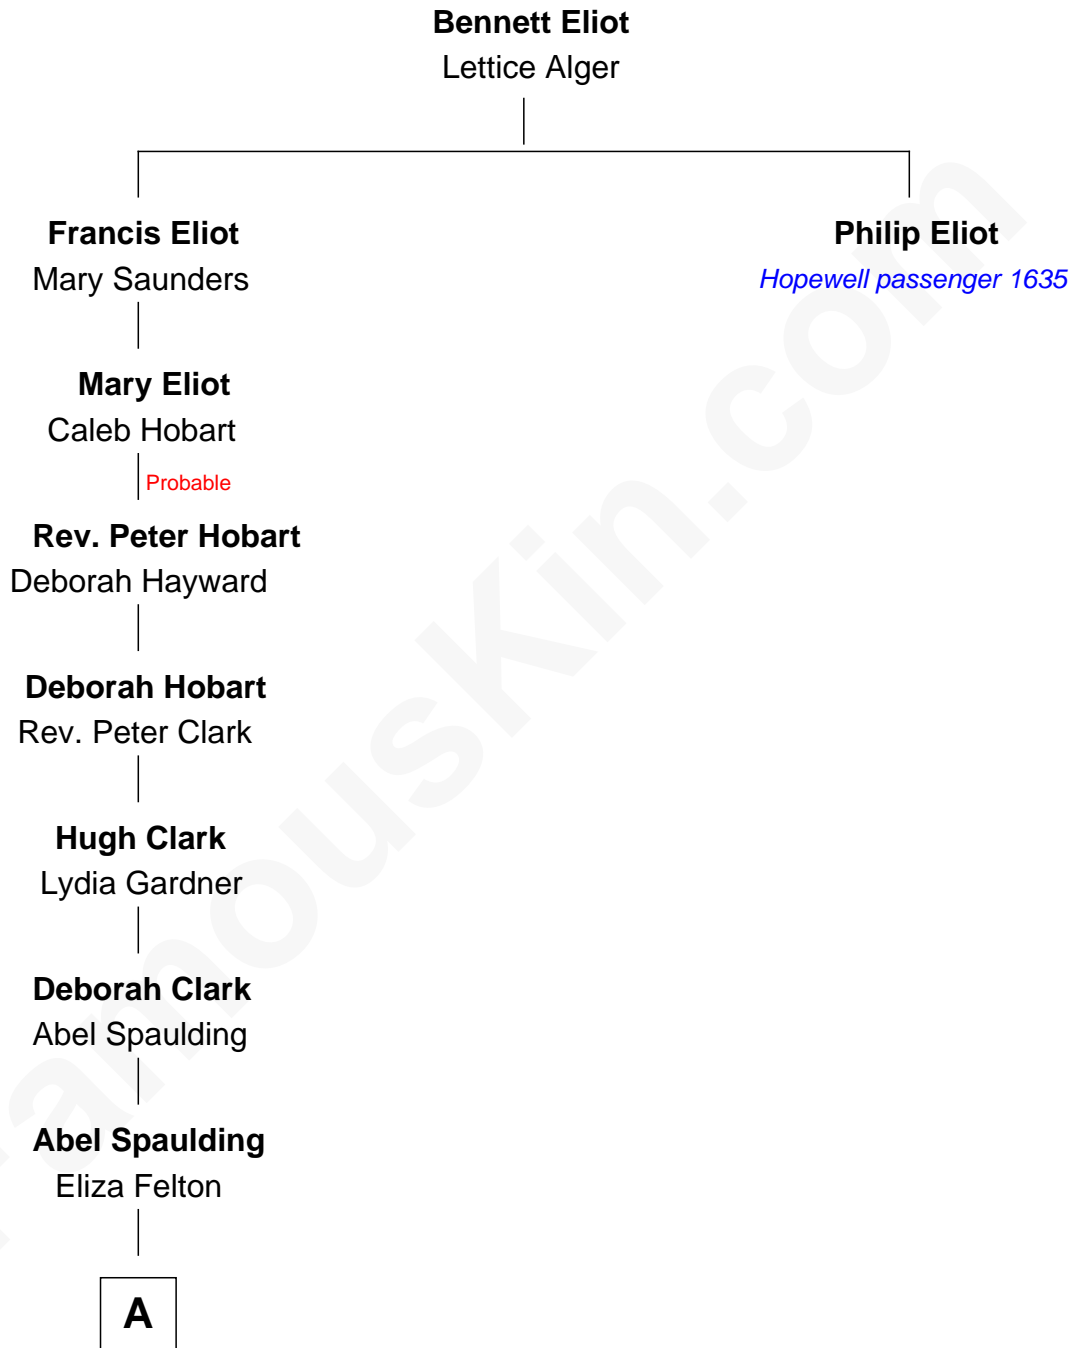 Bennett Eliot
Lettice Alger
Francis Eliot
Mary Saunders
Philip Eliot
Hopewell passenger 1635
Mary Eliot
Caleb Hobart
Probable
Rev. Peter Hobart
Deborah Hayward
Deborah Hobart
Rev. Peter Clark
Hugh Clark
Lydia Gardner
Deborah Clark
Abel Spaulding
Abel Spaulding
Eliza Felton
A
FamousKin.com